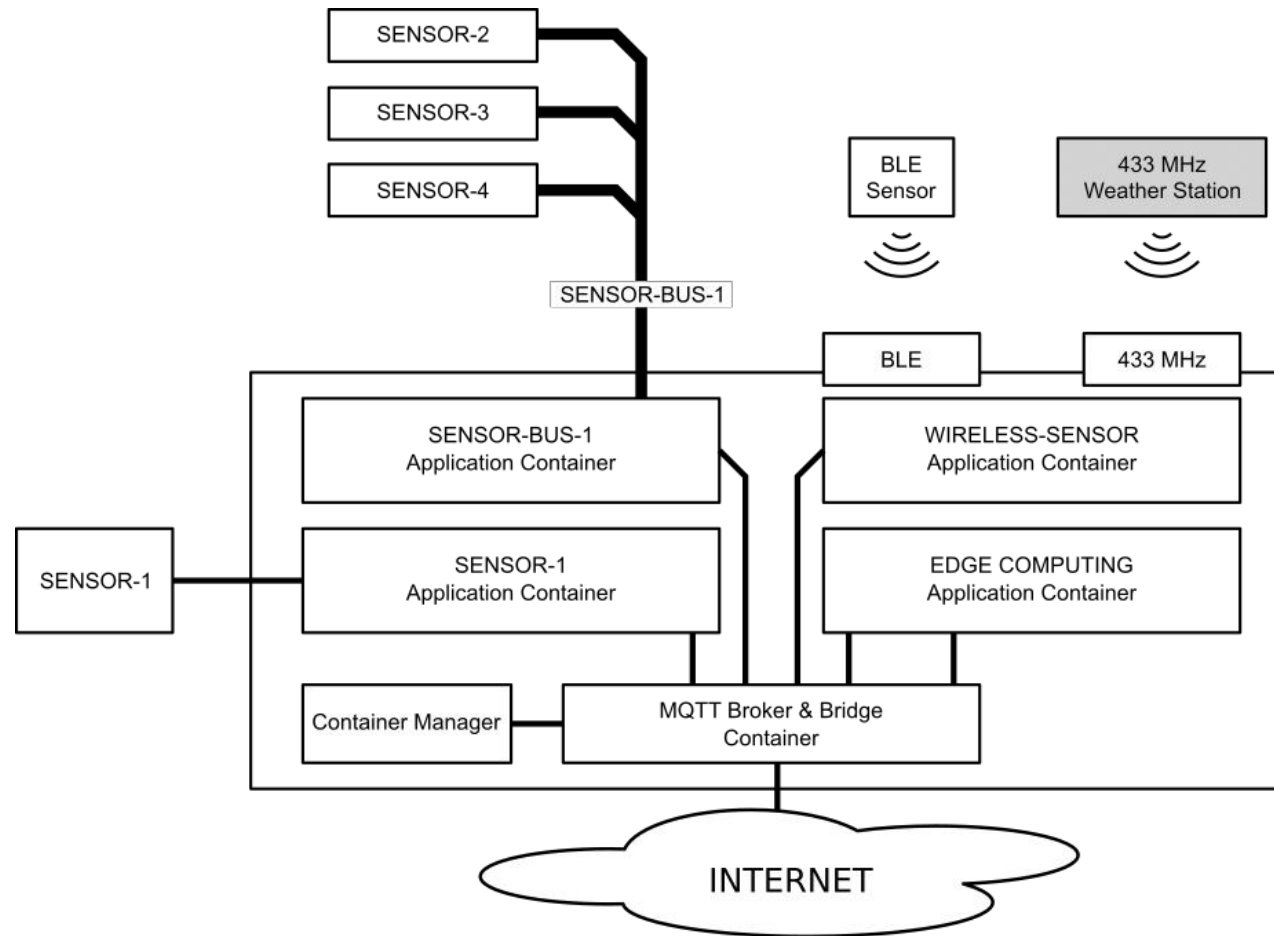 SENSOR-2
SENSOR-3
SENSOR-4
BLE
Sensor
433 MHz
Weather Station
SENSOR-BUS-1
BLE
433 MHz
SENSOR-BUS-1
Application Container
WIRELESS-SENSOR
Application Container
SENSOR-1
SENSOR-1
Application Container
EDGE COMPUTING
Application Container
Container Manager
MQTT Broker & Bridge
Container
INTERNET